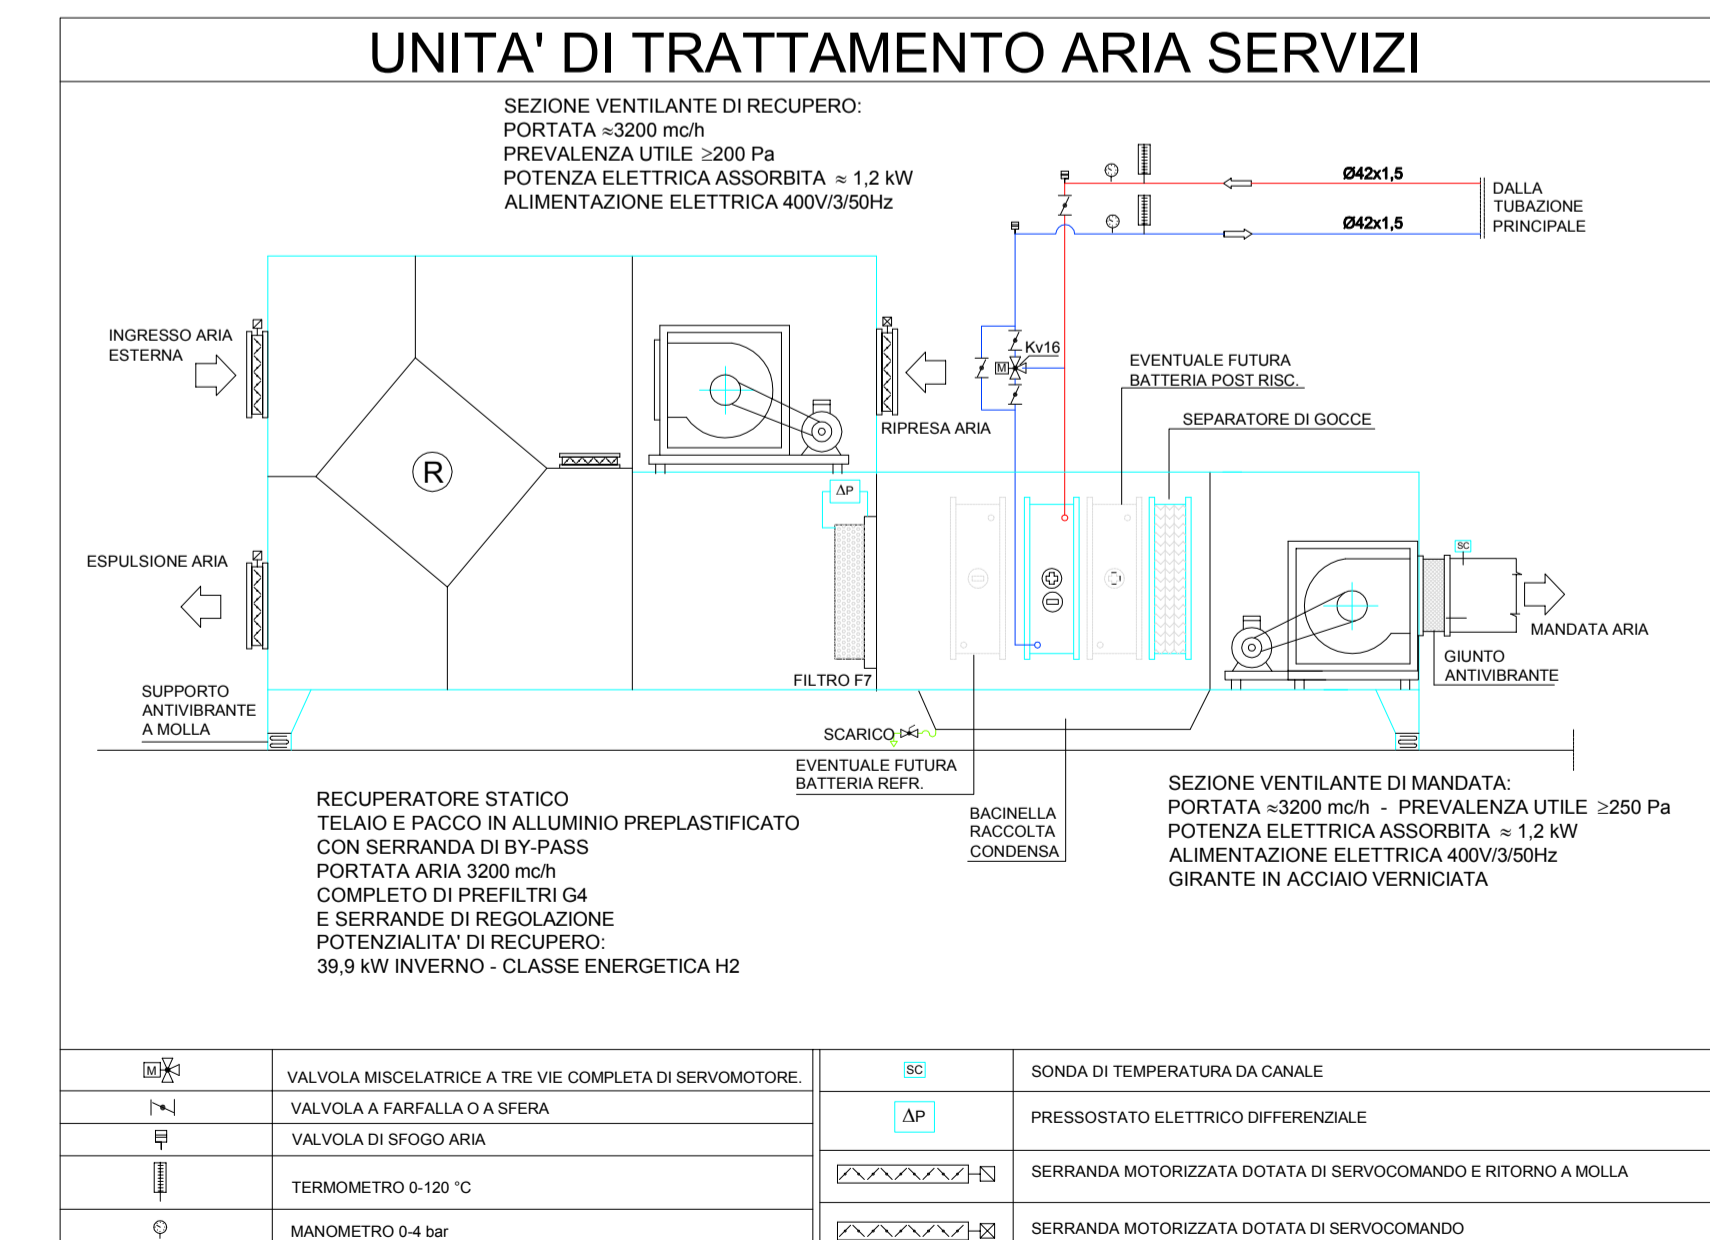 UNITA' DI TRATTAMENTO ARIA SERVIZI
SEZIONE VENTILANTE DI RECUPERO:
PORTATA ≈3200 mc/h
PREVALENZA UTILE ≥200 Pa
POTENZA ELETTRICA ASSORBITA ≈ 1,2 kW
ALIMENTAZIONE ELETTRICA 400V/3/50Hz
Ø42x1,5
Ø42x1,5
DALLA
TUBAZIONE
PRINCIPALE
INGRESSO ARIA
ESTERNA
R
RIPRESA ARIA
M
Kv16
EVENTUALE FUTURA
BATTERIA POST RISC.
SEPARATORE DI GOCCE
ΔP
ESPULSIONE ARIA
SC
MANDATA ARIA
GIUNTO
ANTIVIBRANTE
FILTRO F7
SUPPORTO
ANTIVIBRANTE
A MOLLA
SCARICO
EVENTUALE FUTURA
BATTERIA REFR.
BACINELLA
RACCOLTA
CONDENSA
RECUPERATORE STATICO
TELAIO E PACCO IN ALLUMINIO PREPLASTIFICATO
CON SERRANDA DI BY-PASS
PORTATA ARIA 3200 mc/h
COMPLETO DI PREFILTRI G4
E SERRANDE DI REGOLAZIONE
POTENZIALITA' DI RECUPERO:
39,9 kW INVERNO - CLASSE ENERGETICA H2
SEZIONE VENTILANTE DI MANDATA:
PORTATA ≈3200 mc/h - PREVALENZA UTILE ≥250 Pa
POTENZA ELETTRICA ASSORBITA ≈ 1,2 kW
ALIMENTAZIONE ELETTRICA 400V/3/50Hz
GIRANTE IN ACCIAIO VERNICIATA
M
VALVOLA MISCELATRICE A TRE VIE COMPLETA DI SERVOMOTORE.
VALVOLA A FARFALLA O A SFERA
VALVOLA DI SFOGO ARIA
TERMOMETRO 0-120 °C
MANOMETRO 0-4 bar
SC
SONDA DI TEMPERATURA DA CANALE
ΔP
PRESSOSTATO ELETTRICO DIFFERENZIALE
SERRANDA MOTORIZZATA DOTATA DI SERVOCOMANDO E RITORNO A MOLLA
SERRANDA MOTORIZZATA DOTATA DI SERVOCOMANDO